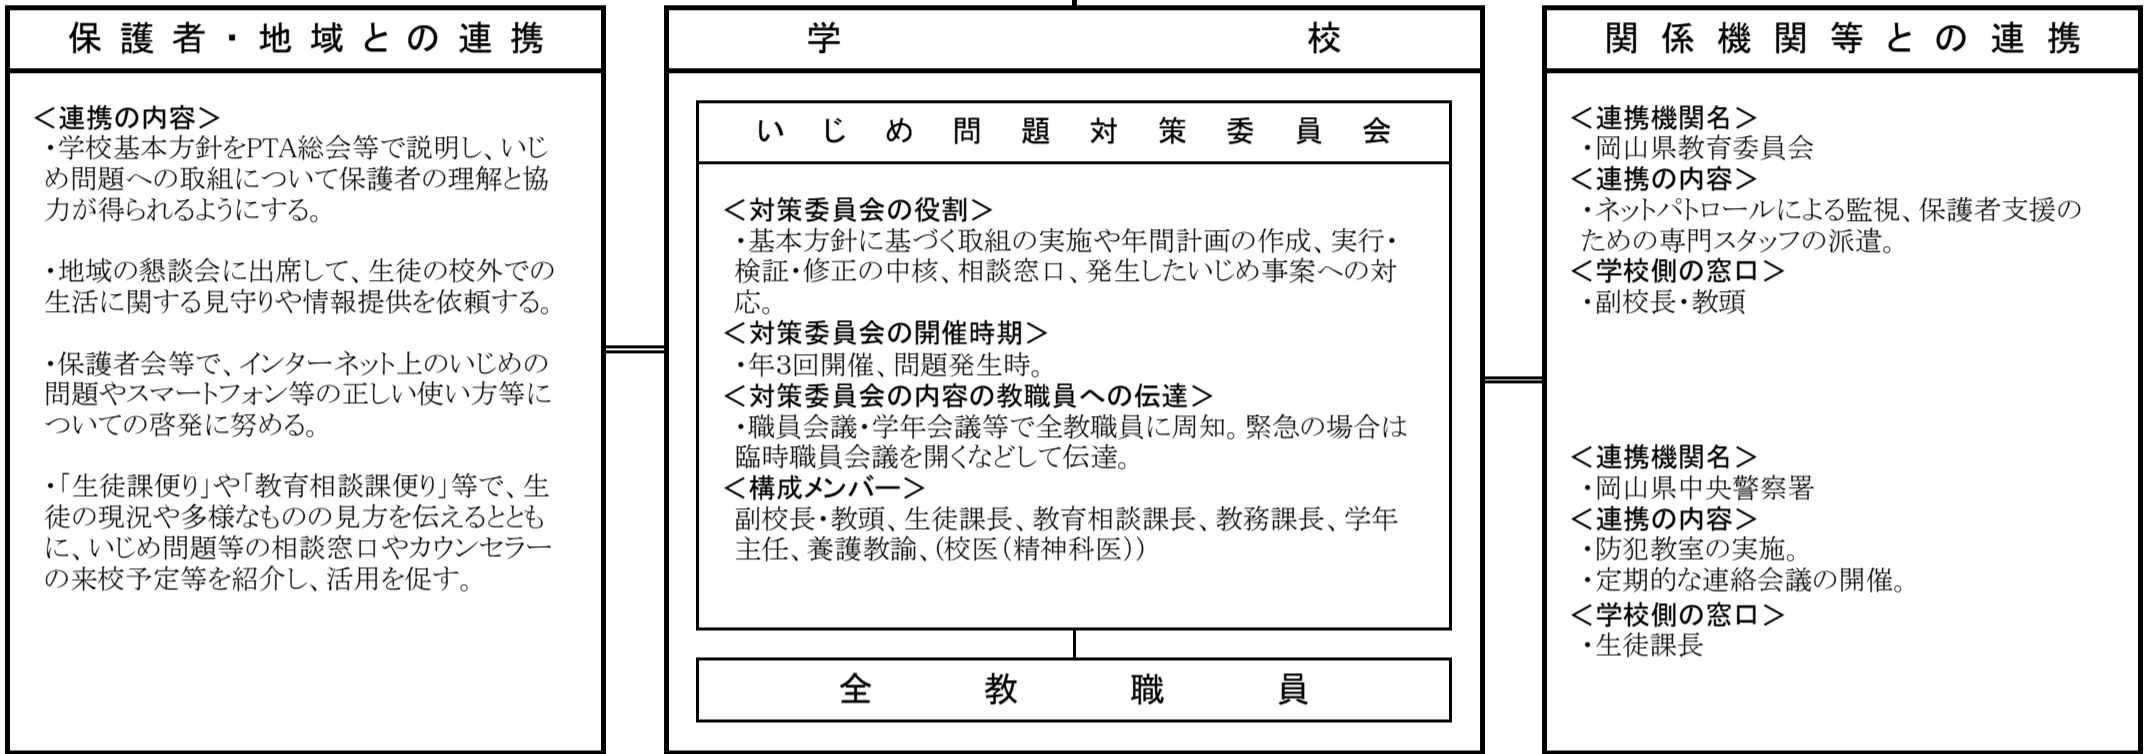 保護者・地域との連携
＜連携の内容＞
・学校基本方針をPTA総会等で説明し、いじ
め問題への取組について保護者の理解と協
力が得られるようにする。
・地域の懇談会に出席して、生徒の校外での
生活に関する見守りや情報提供を依頼する。
・保護者会等で、インターネット上のいじめの
問題やスマートフォン等の正しい使い方等に
ついての啓発に努める。
・「生徒課便り」や「教育相談課便り」等で、生
徒の現況や多様なものの見方を伝えるととも
に、いじめ問題等の相談窓口やカウンセラー
の来校予定等を紹介し、活用を促す。
学校
いじめ問題対策委員会
＜対策委員会の役割＞
・基本方針に基づく取組の実施や年間計画の作成、実行・
検証・修正の中核、相談窓口、発生したいじめ事案への対
応。
＜対策委員会の開催時期＞
・年3回開催、問題発生時。
＜対策委員会の内容の教職員への伝達＞
・職員会議・学年会議等で全教職員に周知。緊急の場合は
臨時職員会議を開くなどして伝達。
＜構成メンバー＞
副校長・教頭、生徒課長、教育相談課長、教務課長、学年
主任、養護教諭、（校医（精神科医））
全教職員
関係機関等との連携
＜連携機関名＞
・岡山県教育委員会
＜連携の内容＞
・ネットパトロールによる監視、保護者支援の
ための専門スタッフの派遣。
＜学校側の窓口＞
・副校長・教頭
＜連携機関名＞
・岡山県中央警察署
＜連携の内容＞
・防犯教室の実施。
・定期的な連絡会議の開催。
＜学校側の窓口＞
・生徒課長